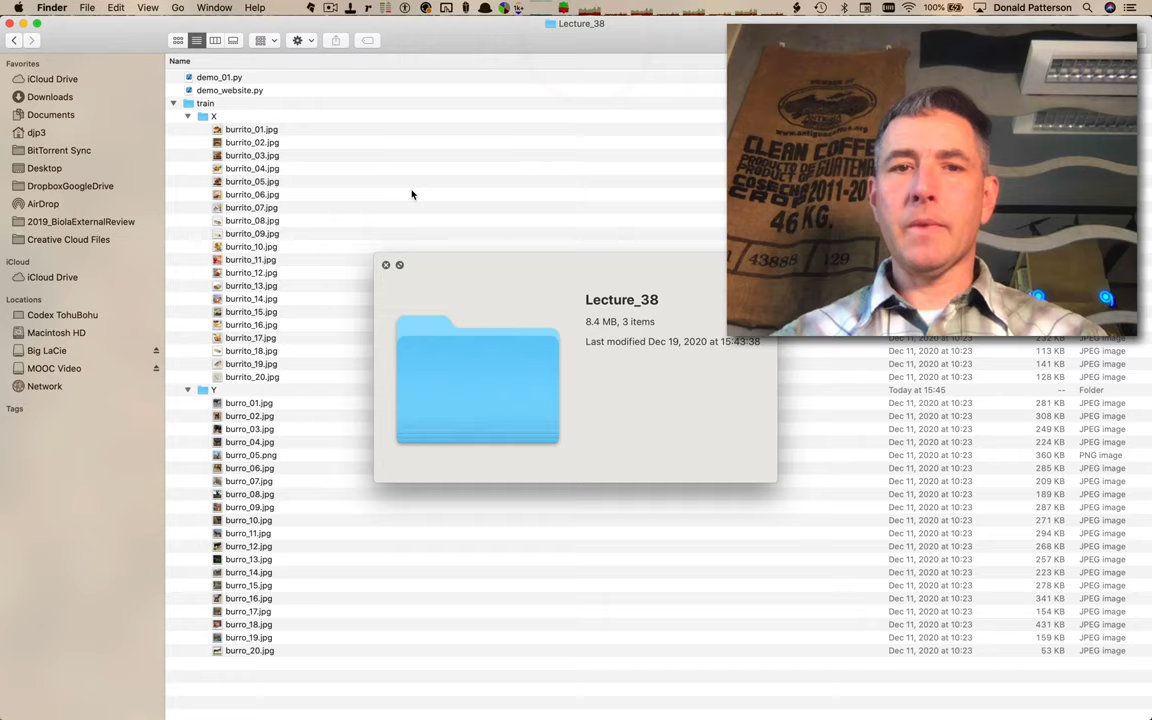 Finder File Edit View Go Window Help 100% Donald Patterson
Lecture_38
Favorites
iCloud Drive
Downloads
Documents
djp3
BitTorrent Sync
Desktop
DropboxGoogleDrive
AirDrop
2019_BiolaExternalReview
Creative Cloud Files
iCloud
iCloud Drive
Locations
Codex TohuBohu
Macintosh HD
Big LaCie
MOOC Video
Network
Tags
Name
demo_01.py
demo_website.py
train
X
burrito_01.jpg
burrito_02.jpg
burrito_03.jpg
burrito_04.jpg
burrito_05.jpg
burrito_06.jpg
burrito_07.jpg
burrito_08.jpg
burrito_09.jpg
burrito_10.jpg
burrito_11.jpg
burrito_12.jpg
burrito_13.jpg
burrito_14.jpg
burrito_15.jpg
burrito_16.jpg
burrito_17.jpg
burrito_18.jpg 113 KB JPEG image
burrito_19.jpg Dec 11, 2020 at 10:23 141 KB JPEG image
burrito_20.jpg Dec 11, 2020 at 10:23 128 KB JPEG image
Y Today at 15:45 -- Folder
burro_01.jpg Dec 11, 2020 at 10:23 281 KB JPEG image
burro_02.jpg Dec 11, 2020 at 10:23 308 KB JPEG image
burro_03.jpg Dec 11, 2020 at 10:23 249 KB JPEG image
burro_04.jpg Dec 11, 2020 at 10:23 224 KB JPEG image
burro_05.png Dec 11, 2020 at 10:23 360 KB PNG image
burro_06.jpg Dec 11, 2020 at 10:23 285 KB JPEG image
burro_07.jpg Dec 11, 2020 at 10:23 209 KB JPEG image
burro_08.jpg Dec 11, 2020 at 10:23 189 KB JPEG image
burro_09.jpg Dec 11, 2020 at 10:23 287 KB JPEG image
burro_10.jpg Dec 11, 2020 at 10:23 271 KB JPEG image
burro_11.jpg Dec 11, 2020 at 10:23 294 KB JPEG image
burro_12.jpg Dec 11, 2020 at 10:23 268 KB JPEG image
burro_13.jpg Dec 11, 2020 at 10:23 257 KB JPEG image
burro_14.jpg Dec 11, 2020 at 10:23 223 KB JPEG image
burro_15.jpg Dec 11, 2020 at 10:23 278 KB JPEG image
burro_16.jpg Dec 11, 2020 at 10:23 341 KB JPEG image
burro_17.jpg Dec 11, 2020 at 10:23 154 KB JPEG image
burro_18.jpg Dec 11, 2020 at 10:23 431 KB JPEG image
burro_19.jpg Dec 11, 2020 at 10:23 159 KB JPEG image
burro_20.jpg Dec 11, 2020 at 10:23 53 KB JPEG image
Lecture_38
8.4 MB, 3 items
Last modified Dec 19, 2020 at 15:43:38
MEMBER OF
CLEAN COFFE
GUATEMA
COSECHA 2011-20
CROP
46 KG.
43888 129